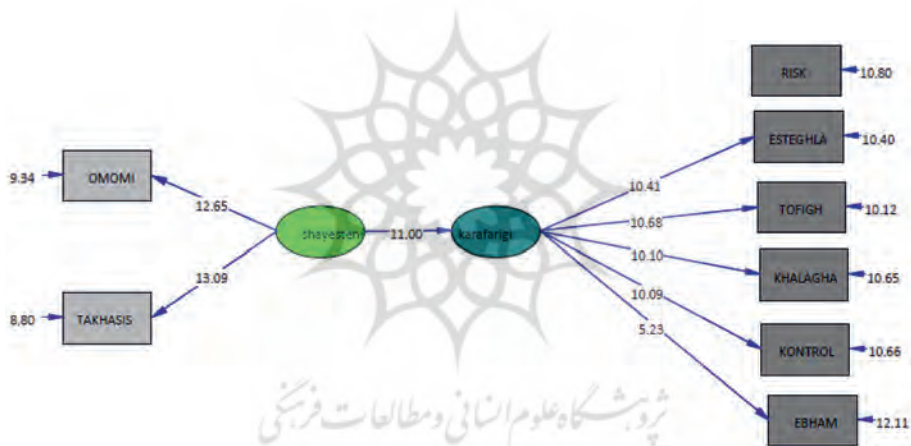 RISK
10.80
ESTEGHLA
10.40
9.34
OMOMI
10.41
12.65
TOFIGH
10.12
10.68
shayesten
11.00
karafarigi
10.10
KHALAGHA
10.65
13.09
10.09
8.80
TAKHASIS
5.23
KONTROL
10.66
EBHAM
12.11
پژوهشگاه علوم انسانی و مطالعات فرهنگی